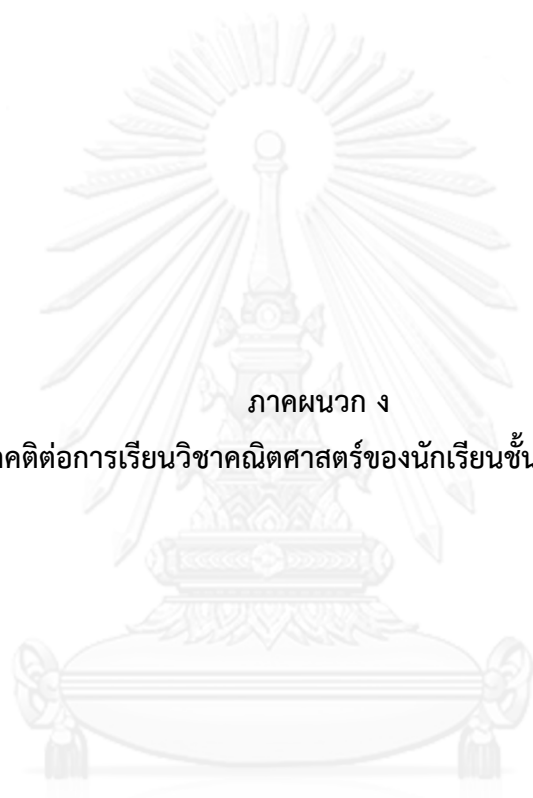 ภาคผนวก ง
คติต่อการเรียนวิชาคณิตศาสตร์ของนักเรียนชั้น